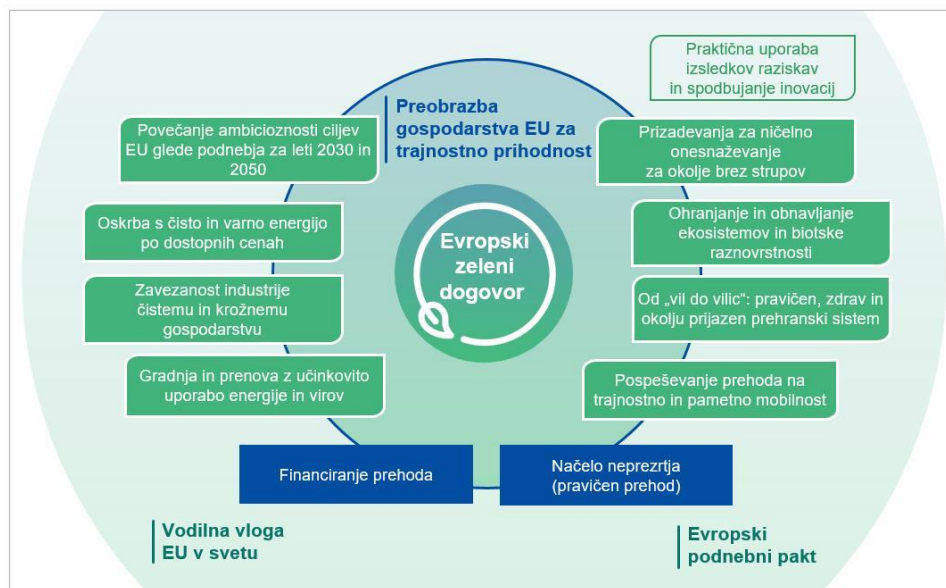 Praktična uporaba
izsledkov raziskav
in spodbujanje inovacij
Preobrazba
gospodarstva EU za
trajnostno prihodnost
Povečanje ambicioznosti ciljev
EU glede podnebja za leti 2030 in
2050
Prizadevanja za ničelno
onesnaževanje
za okolje brez strupov
Oskrba s čisto in varno energijo
po dostopnih cenah
Ohranjanje in obnavljanje
ekosistemov in biotske
raznovrstnosti
Evropski
zeleni
dogovor
Zavezanost industrije
čistemu in krožnemu
gospodarstvu
Od „vil do vilic“: pravičen, zdrav in
okolju prijazen prehranski sistem
Gradnja in prenova z učinkovito
uporabo energije in virov
Pospeševanje prehoda na
trajnostno in pametno mobilnost
Financiranje prehoda
Načelo neprezrtja
(pravičen prehod)
Vodilna vloga
EU v svetu
Evropski
podnebni pakt